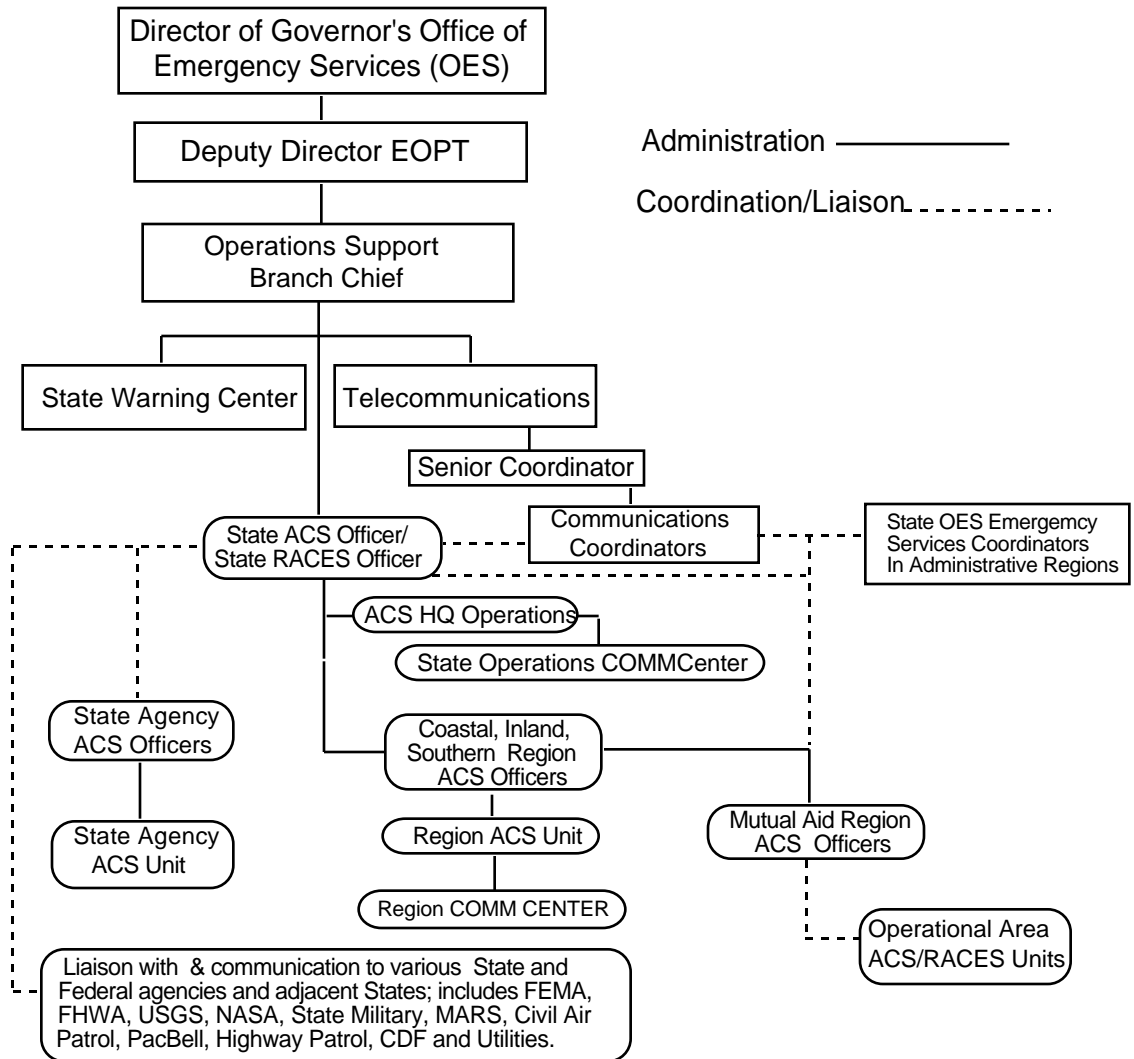 Director of Governor's Office of
Emergency Services (OES)
Deputy Director EOPT
Administration
Coordination/Liaison
Operations Support
Branch Chief
State Warning Center
Telecommunications
Senior Coordinator
Communications
Coordinators
State OES Emergemcy
Services Coordinators
In Administrative Regions
State ACS Officer/
State RACES Officer
ACS HQ Operations
State Operations COMMCenter
State Agency
ACS Officers
Coastal, Inland,
Southern Region
ACS Officers
State Agency
ACS Unit
Region ACS Unit
Mutual Aid Region
ACS Officers
Region COMM CENTER
Operational Area
ACS/RACES Units
Liaison with & communication to various State and
Federal agencies and adjacent States; includes FEMA,
FHWA, USGS, NASA, State Military, MARS, Civil Air
Patrol, PacBell, Highway Patrol, CDF and Utilities.